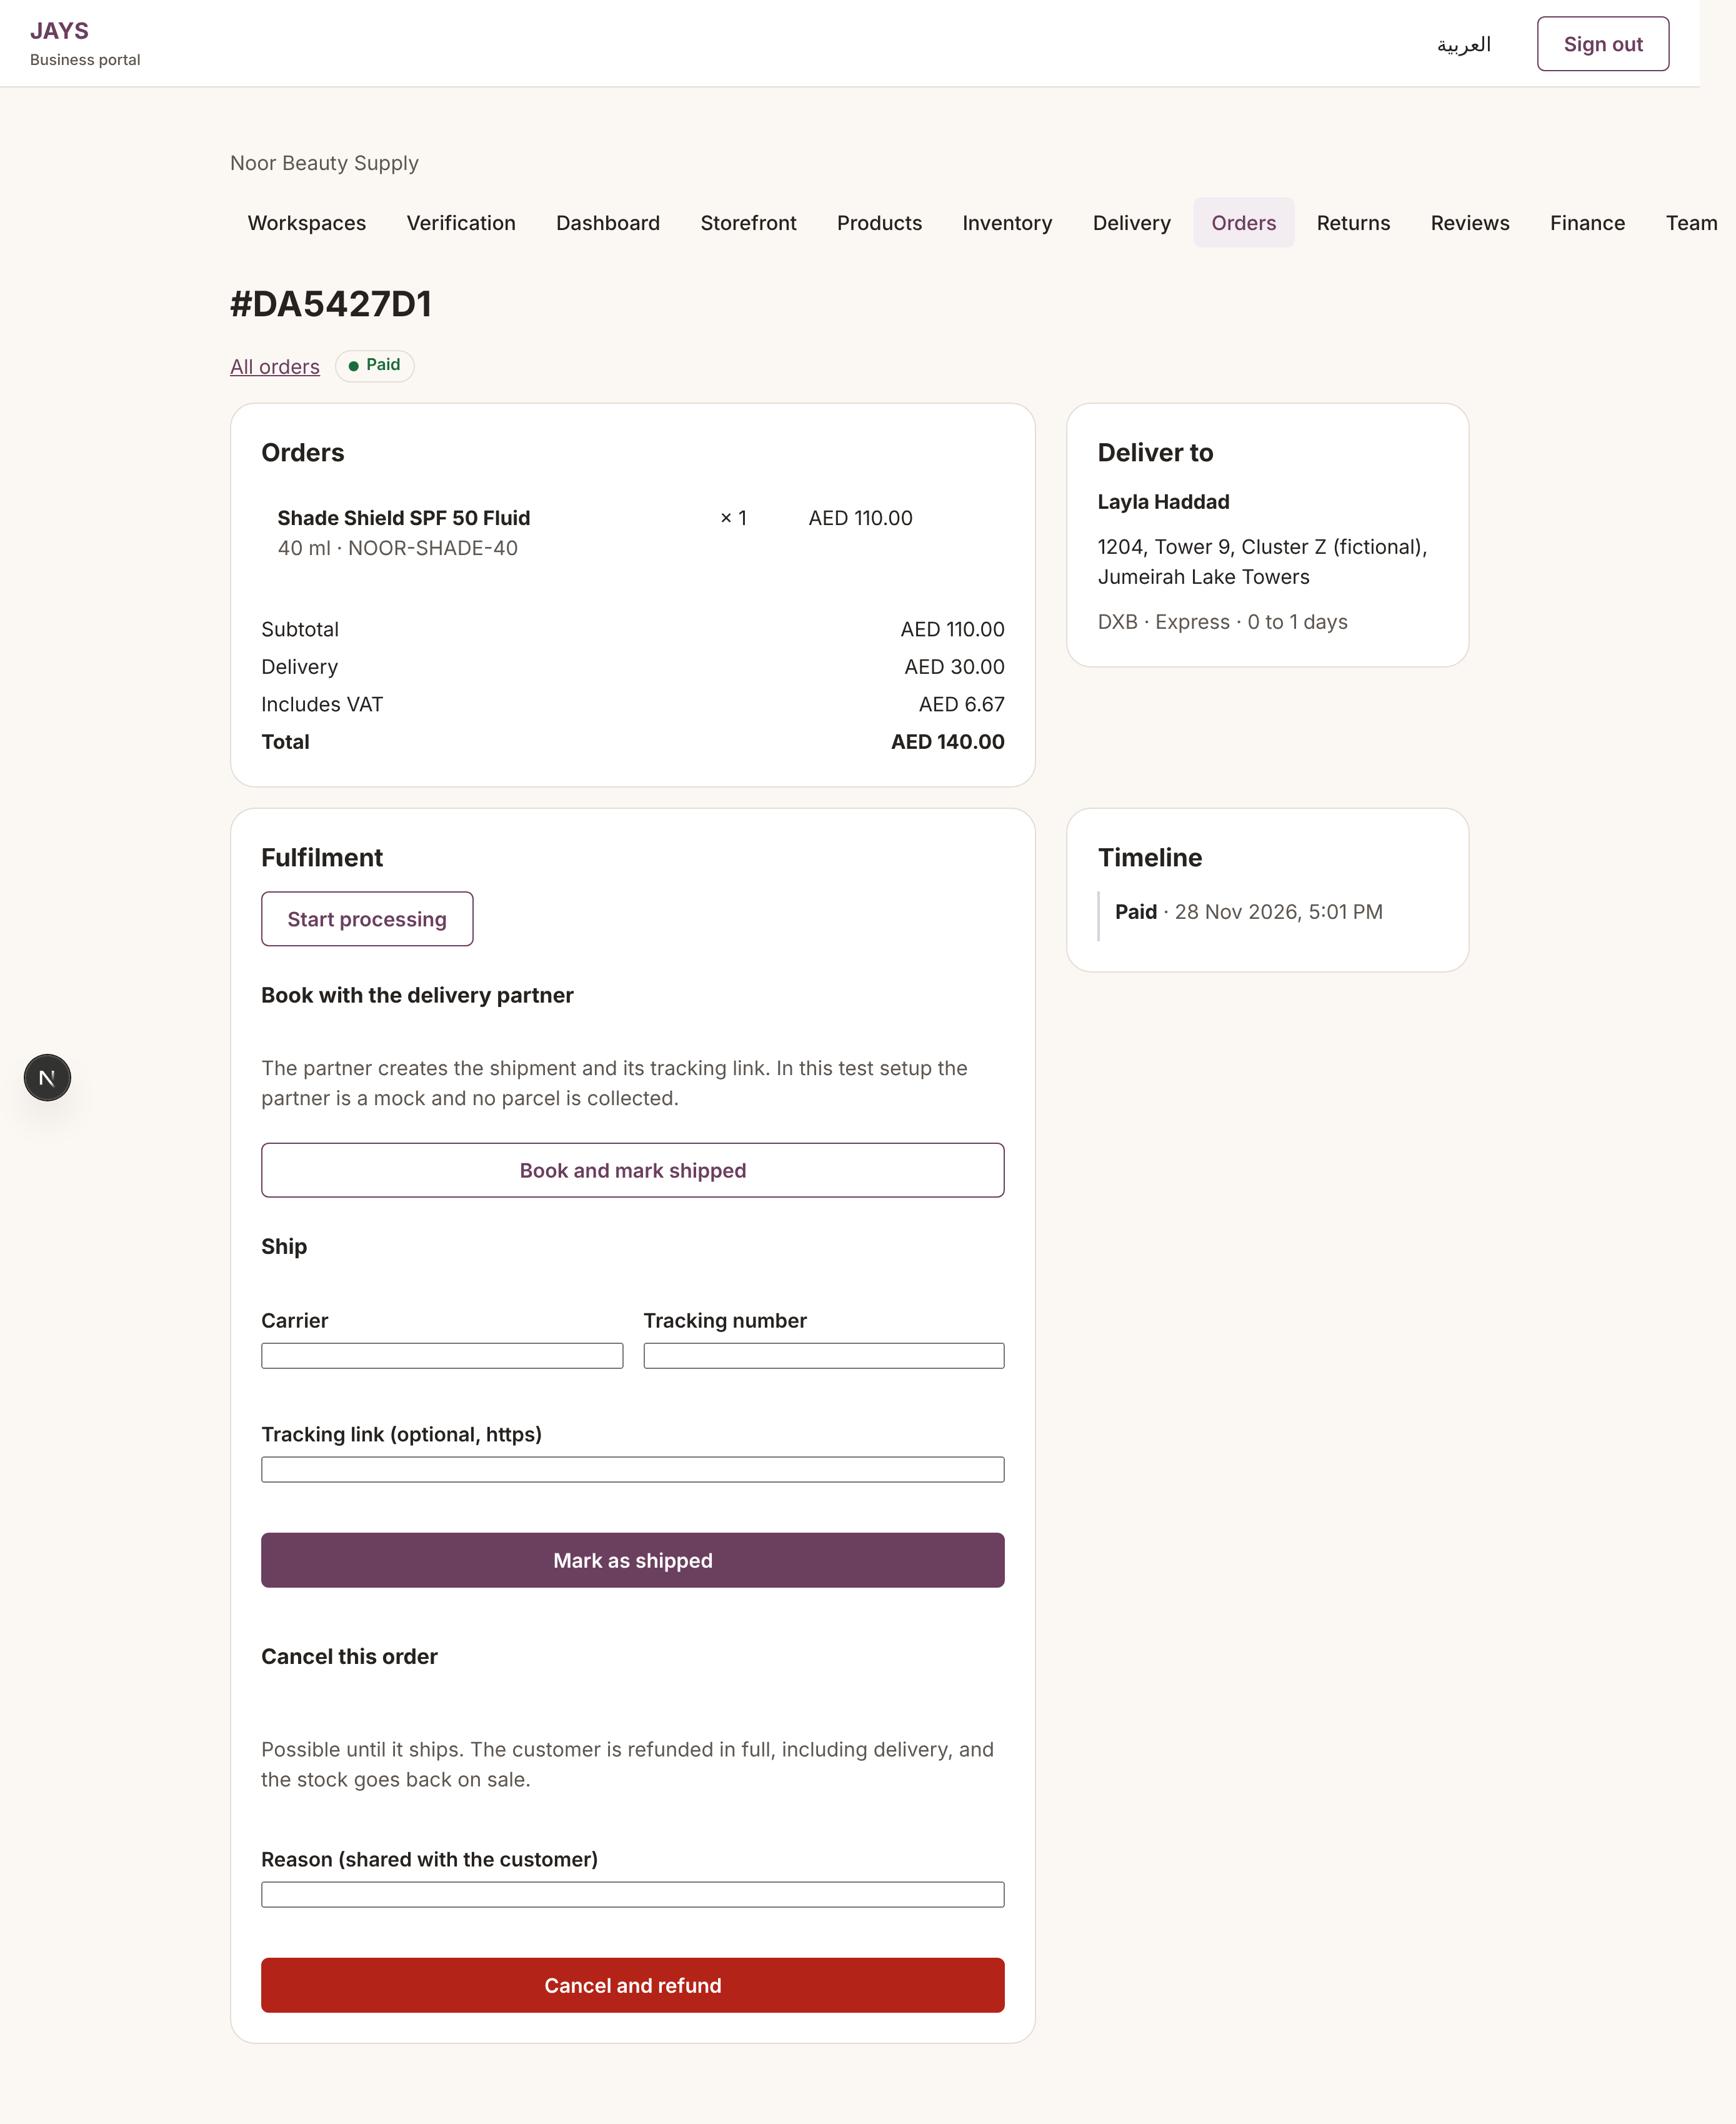 JAYS
Business portal
العربية
Sign out
Noor Beauty Supply
Workspaces
Verification
Dashboard
Storefront
Products
Inventory
Delivery
Orders
Returns
Reviews
Finance
Team
#DA5427D1
All orders
Paid
Orders
Shade Shield SPF 50 Fluid
× 1
AED 110.00
40 ml · NOOR-SHADE-40
Subtotal
AED 110.00
Delivery
AED 30.00
Includes VAT
AED 6.67
Total
AED 140.00
Deliver to
Layla Haddad
1204, Tower 9, Cluster Z (fictional),
Jumeirah Lake Towers
DXB · Express · 0 to 1 days
Fulfilment
Start processing
Book with the delivery partner
The partner creates the shipment and its tracking link. In this test setup the
partner is a mock and no parcel is collected.
Book and mark shipped
Ship
Carrier
Tracking number
Tracking link (optional, https)
Mark as shipped
Cancel this order
Possible until it ships. The customer is refunded in full, including delivery, and
the stock goes back on sale.
Reason (shared with the customer)
Cancel and refund
Timeline
Paid · 28 Nov 2026, 5:01 PM
N